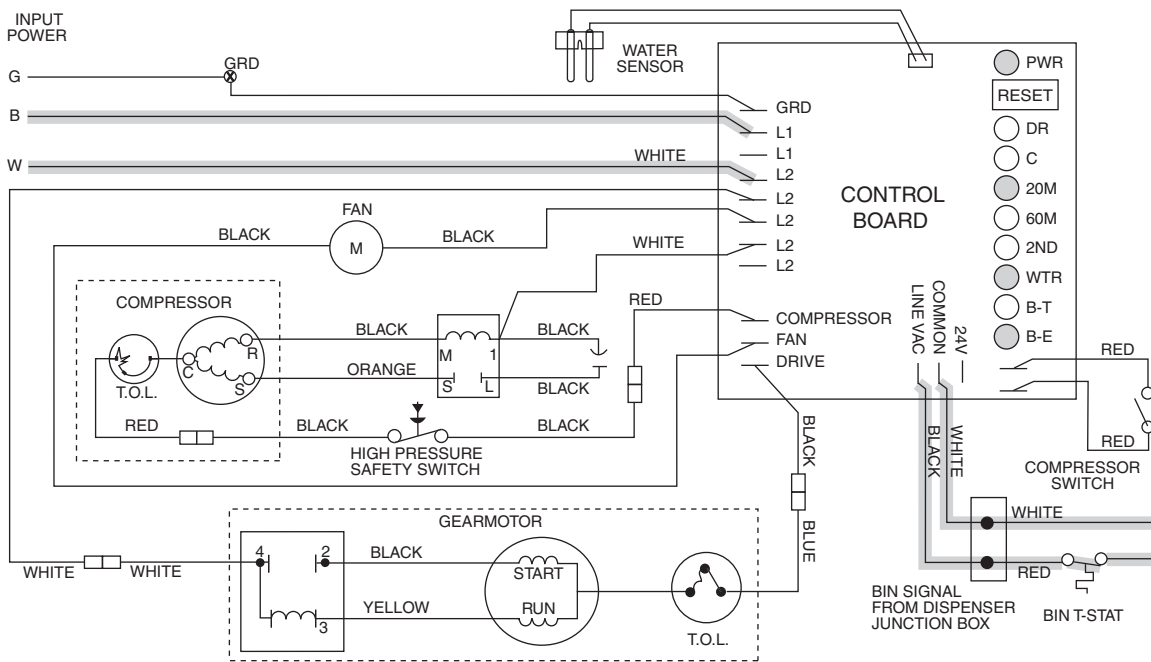 INPUT
POWER
G
GRD
B
W
WHITE
WATER
SENSOR
GRD
L1
L1
L2
L2
L2
L2
L2
CONTROL
BOARD
PWR
RESET
DR
C
20M
60M
2ND
WTR
B-T
B-E
FAN
BLACK
M
BLACK
WHITE
COMPRESSOR
T.O.L.
C
R
S
BLACK
ORANGE
M
1
S
L
BLACK
BLACK
RED
COMPRESSOR
FAN
DRIVE
RED
BLACK
BLACK
HIGH PRESSURE
SAFETY SWITCH
LINE VAC
COMMON
24V
BLACK
WHITE
RED
RED
COMPRESSOR
SWITCH
BLACK
BLUE
WHITE
WHITE
GEARMOTOR
4
2
3
BLACK
YELLOW
START
RUN
T.O.L.
WHITE
RED
BIN SIGNAL
FROM DISPENSER
JUNCTION BOX
BIN T-STAT